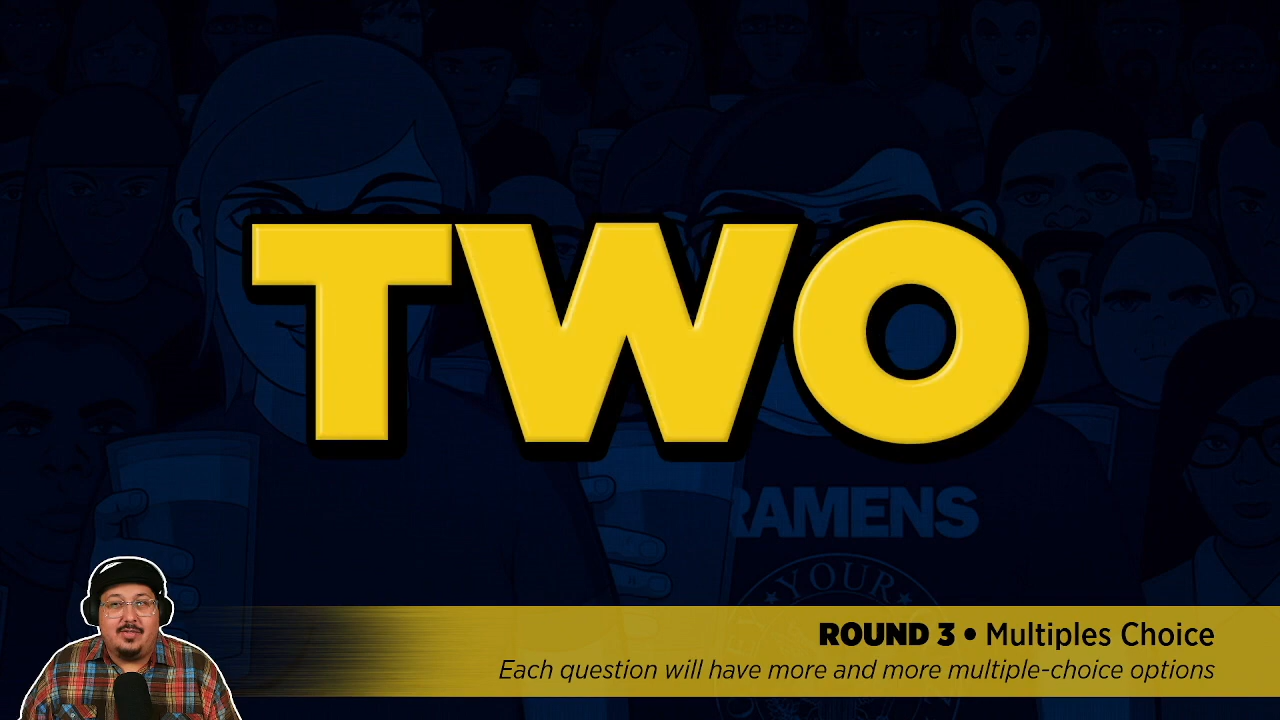 TWO
RAMENS
YOUR
ROUND 3 • Multiples Choice
Each question will have more and more multiple-choice options